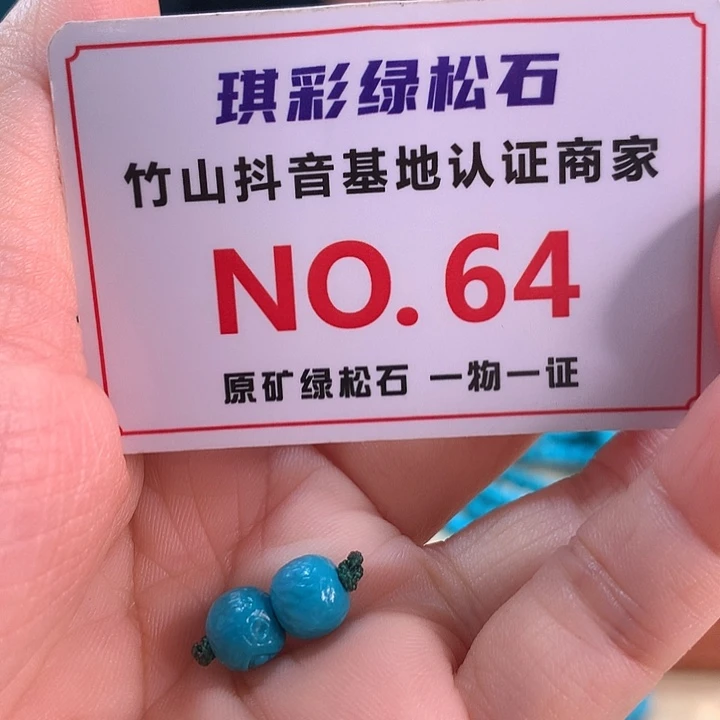 琪彩绿松石
竹山抖音基地认证商家
NO.64
原矿绿松石 一物一证